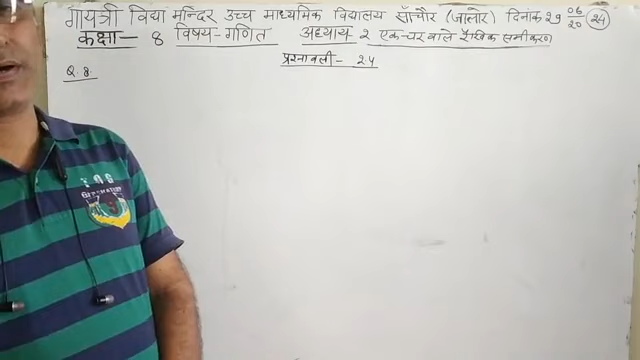 गायत्री विद्या मन्दिर उच्च माध्यमिक विद्यालय साँचौर (जालोर) दिनांक 29 06/20 (24)
कक्षा- 8 विषय-गणित अध्याय 2 एक-चर वाले रैखिक समीकरण
प्रश्नावली- 2.4
Q. 8.